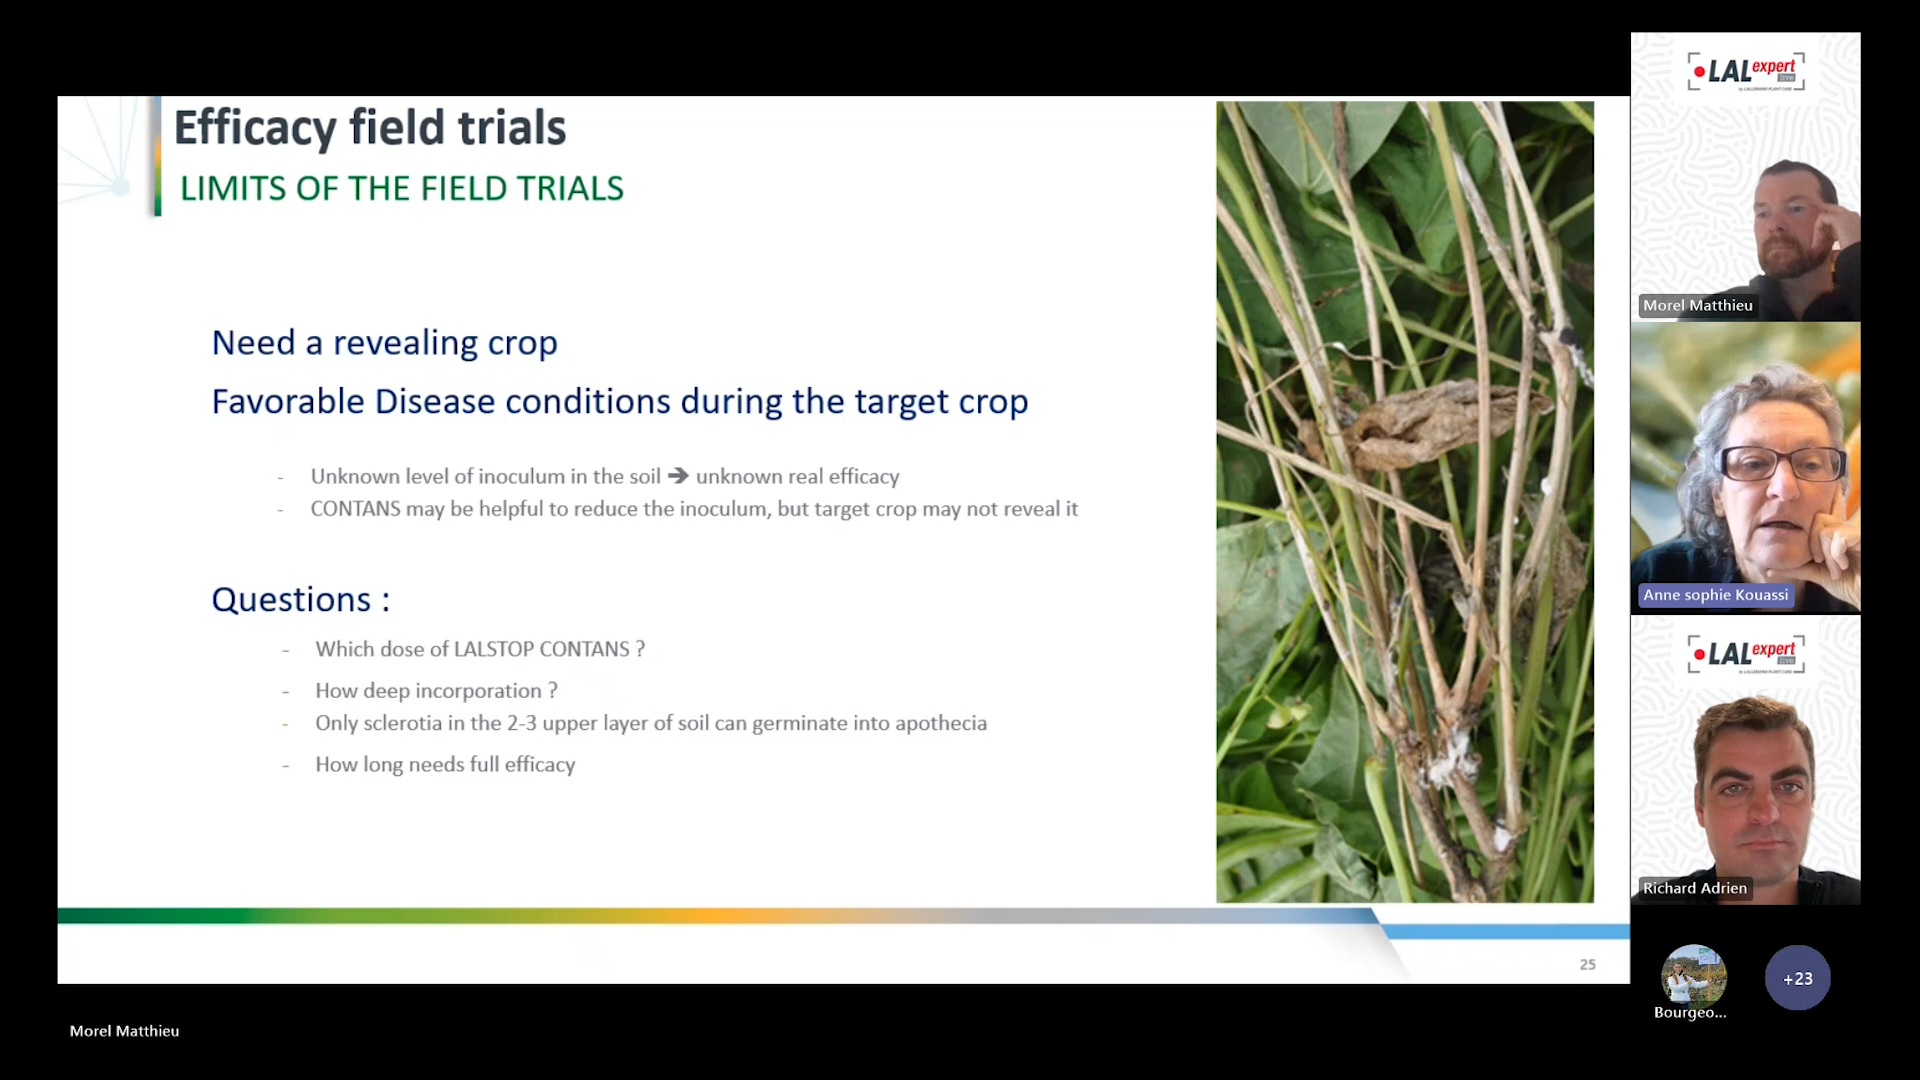 Efficacy field trials
LIMITS OF THE FIELD TRIALS
Need a revealing crop
Favorable Disease conditions during the target crop
- Unknown level of inoculum in the soil ➔ unknown real efficacy
- CONTANS may be helpful to reduce the inoculum, but target crop may not reveal it
Questions :
- Which dose of LALSTOP CONTANS ?
- How deep incorporation ?
- Only sclerotia in the 2-3 upper layer of soil can germinate into apothecia
- How long needs full efficacy
25
LAL expert
Morel Matthieu
Anne sophie Kouassi
LAL expert
Richard Adrien
Bourgeo...
+23
Morel Matthieu